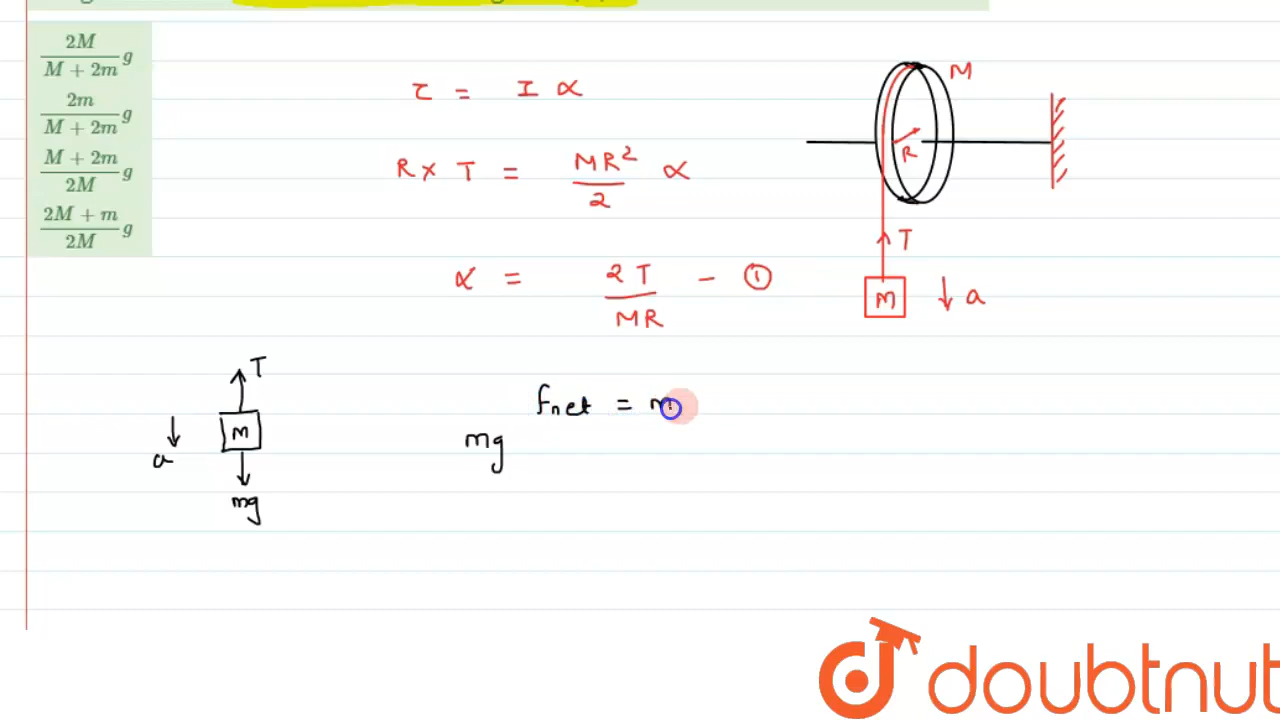 2M
M + 2m g
2m
M + 2m g
M + 2m
2M g
2M + m
2M g
τ = I α
R × T = MR² α
2
α = 2T - ①
MR
M
R
T
M
↓ a
T
M
a
mg
Fnet = m
mg
doubtnut